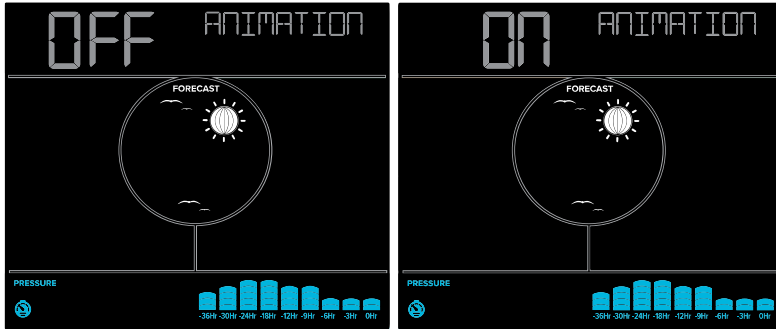 OFF ANIMATION
FORECAST
PRESSURE
-36Hr -30Hr -24Hr -18Hr -12Hr -9Hr -6Hr -3Hr 0Hr
ON ANIMATION
FORECAST
PRESSURE
-36Hr -30Hr -24Hr -18Hr -12Hr -9Hr -6Hr -3Hr 0Hr